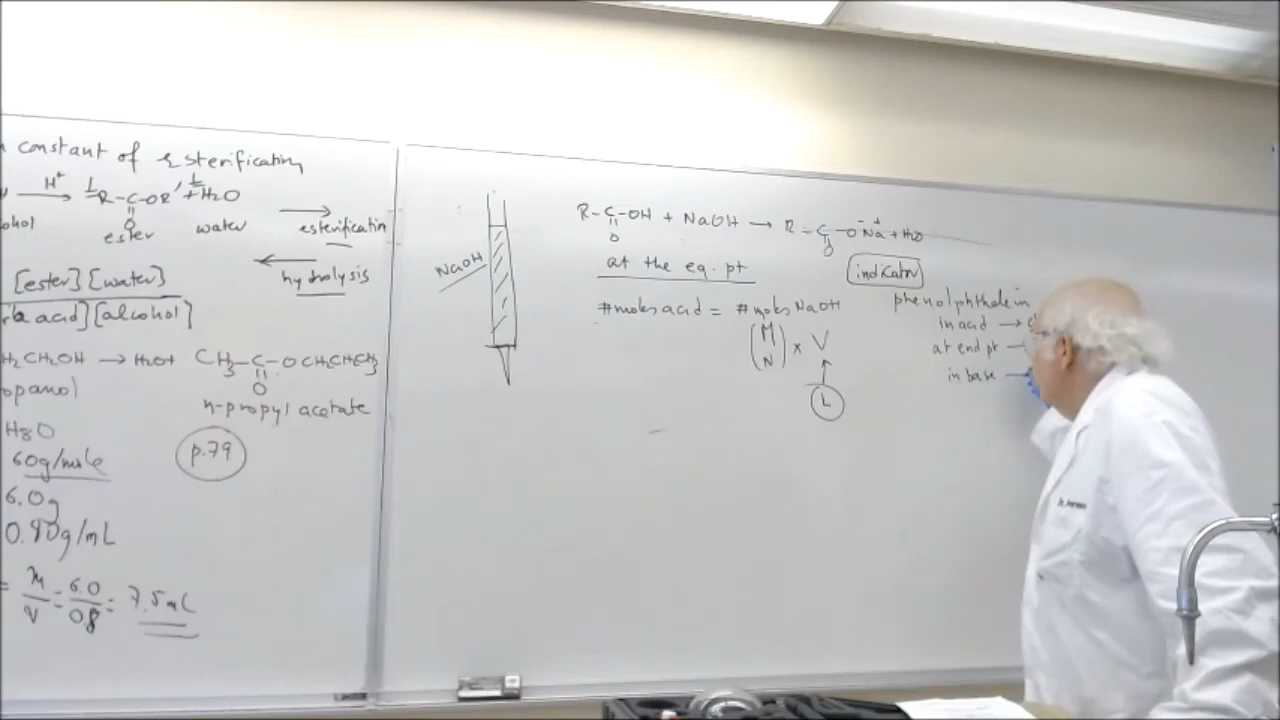 constant of esterification
H⁺ → R-C-OR' + H₂O
O
ester water → esterification
← hydrolysis
[ester][water]
acid][alcohol]
H₂CH₂OH → H₂O + CH₃-C-OCH₂CH₂CH₃
O
opanol
n-propyl acetate
H8O
60g/mole
p.79
6.0g
0.80g/mL
= m/V = 6.0/0.8 = 7.5mL
NaOH
R-C-OH + NaOH → R-C-O⁻Na⁺ + H₂O
O O
at the eq. pt
indicator
#moles acid = #moles NaOH
(M N) x V
L
phenolphthalein
in acid →
at end pt –
in base →